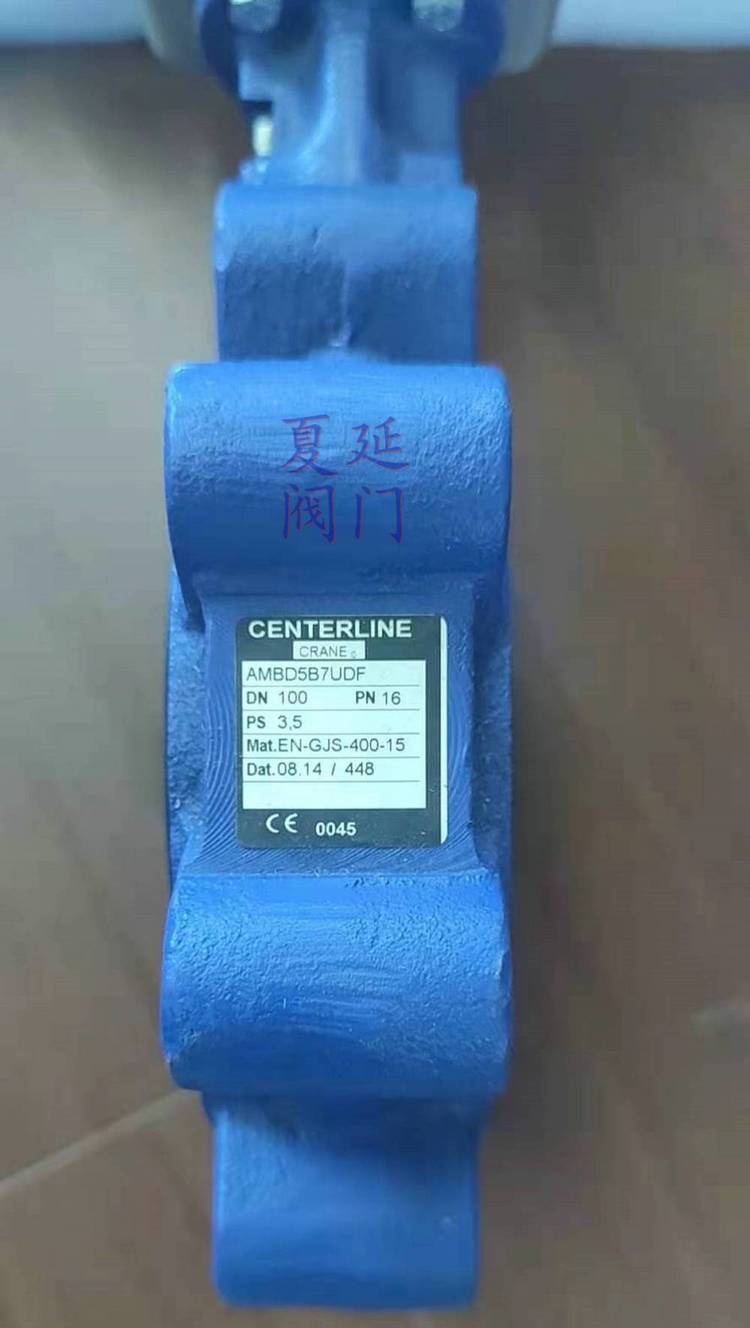 夏延
阀门
CENTERLINE
CRANE
AMBD5B7UDF
DN 100 PN 16
PS 3,5
Mat.EN-GJS-400-15
Dat.08.14 / 448
CE 0045